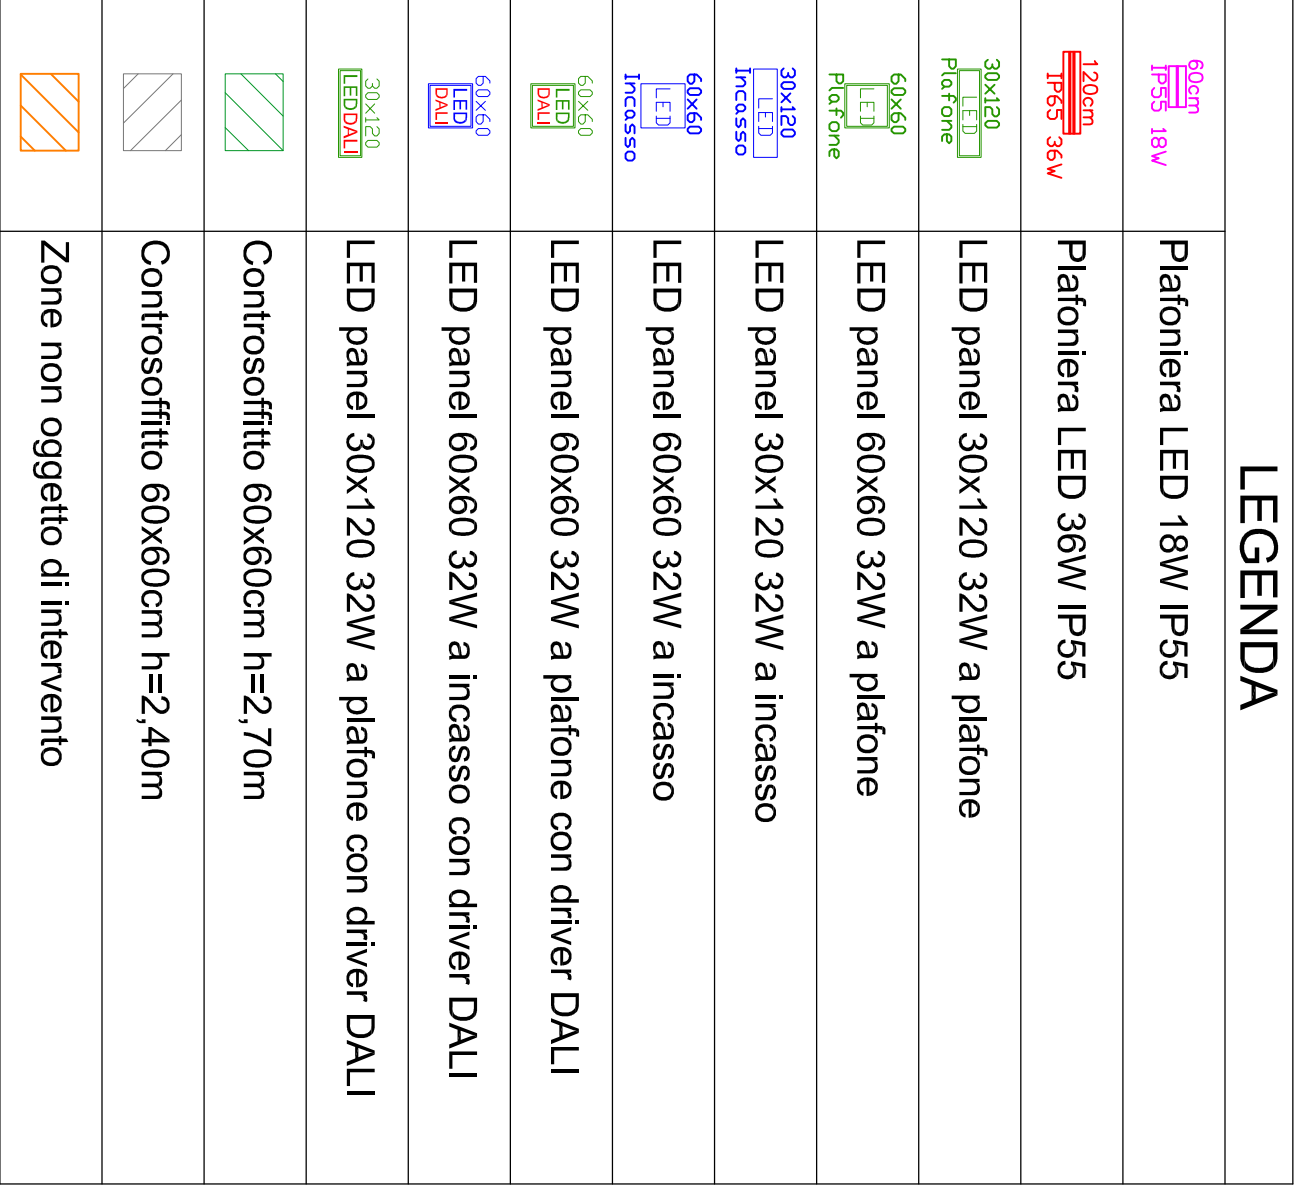 LEGENDA
60cm
IP55 18W
Plafoniera LED 18W IP55
120cm
IP65 36W
Plafoniera LED 36W IP55
30x120
LED
Plafone
LED panel 30x120 32W a plafone
60x60
LED
Plafone
LED panel 60x60 32W a plafone
30x120
LED
Incasso
LED panel 30x120 32W a incasso
60x60
LED
Incasso
LED panel 60x60 32W a incasso
60x60
LED
DALI
LED panel 60x60 32W a plafone con driver DALI
60x60
LED
DALI
LED panel 60x60 32W a incasso con driver DALI
30x120
LEDDALI
LED panel 30x120 32W a plafone con driver DALI
Controsoffitto 60x60cm h=2,70m
Controsoffitto 60x60cm h=2,40m
Zone non oggetto di intervento